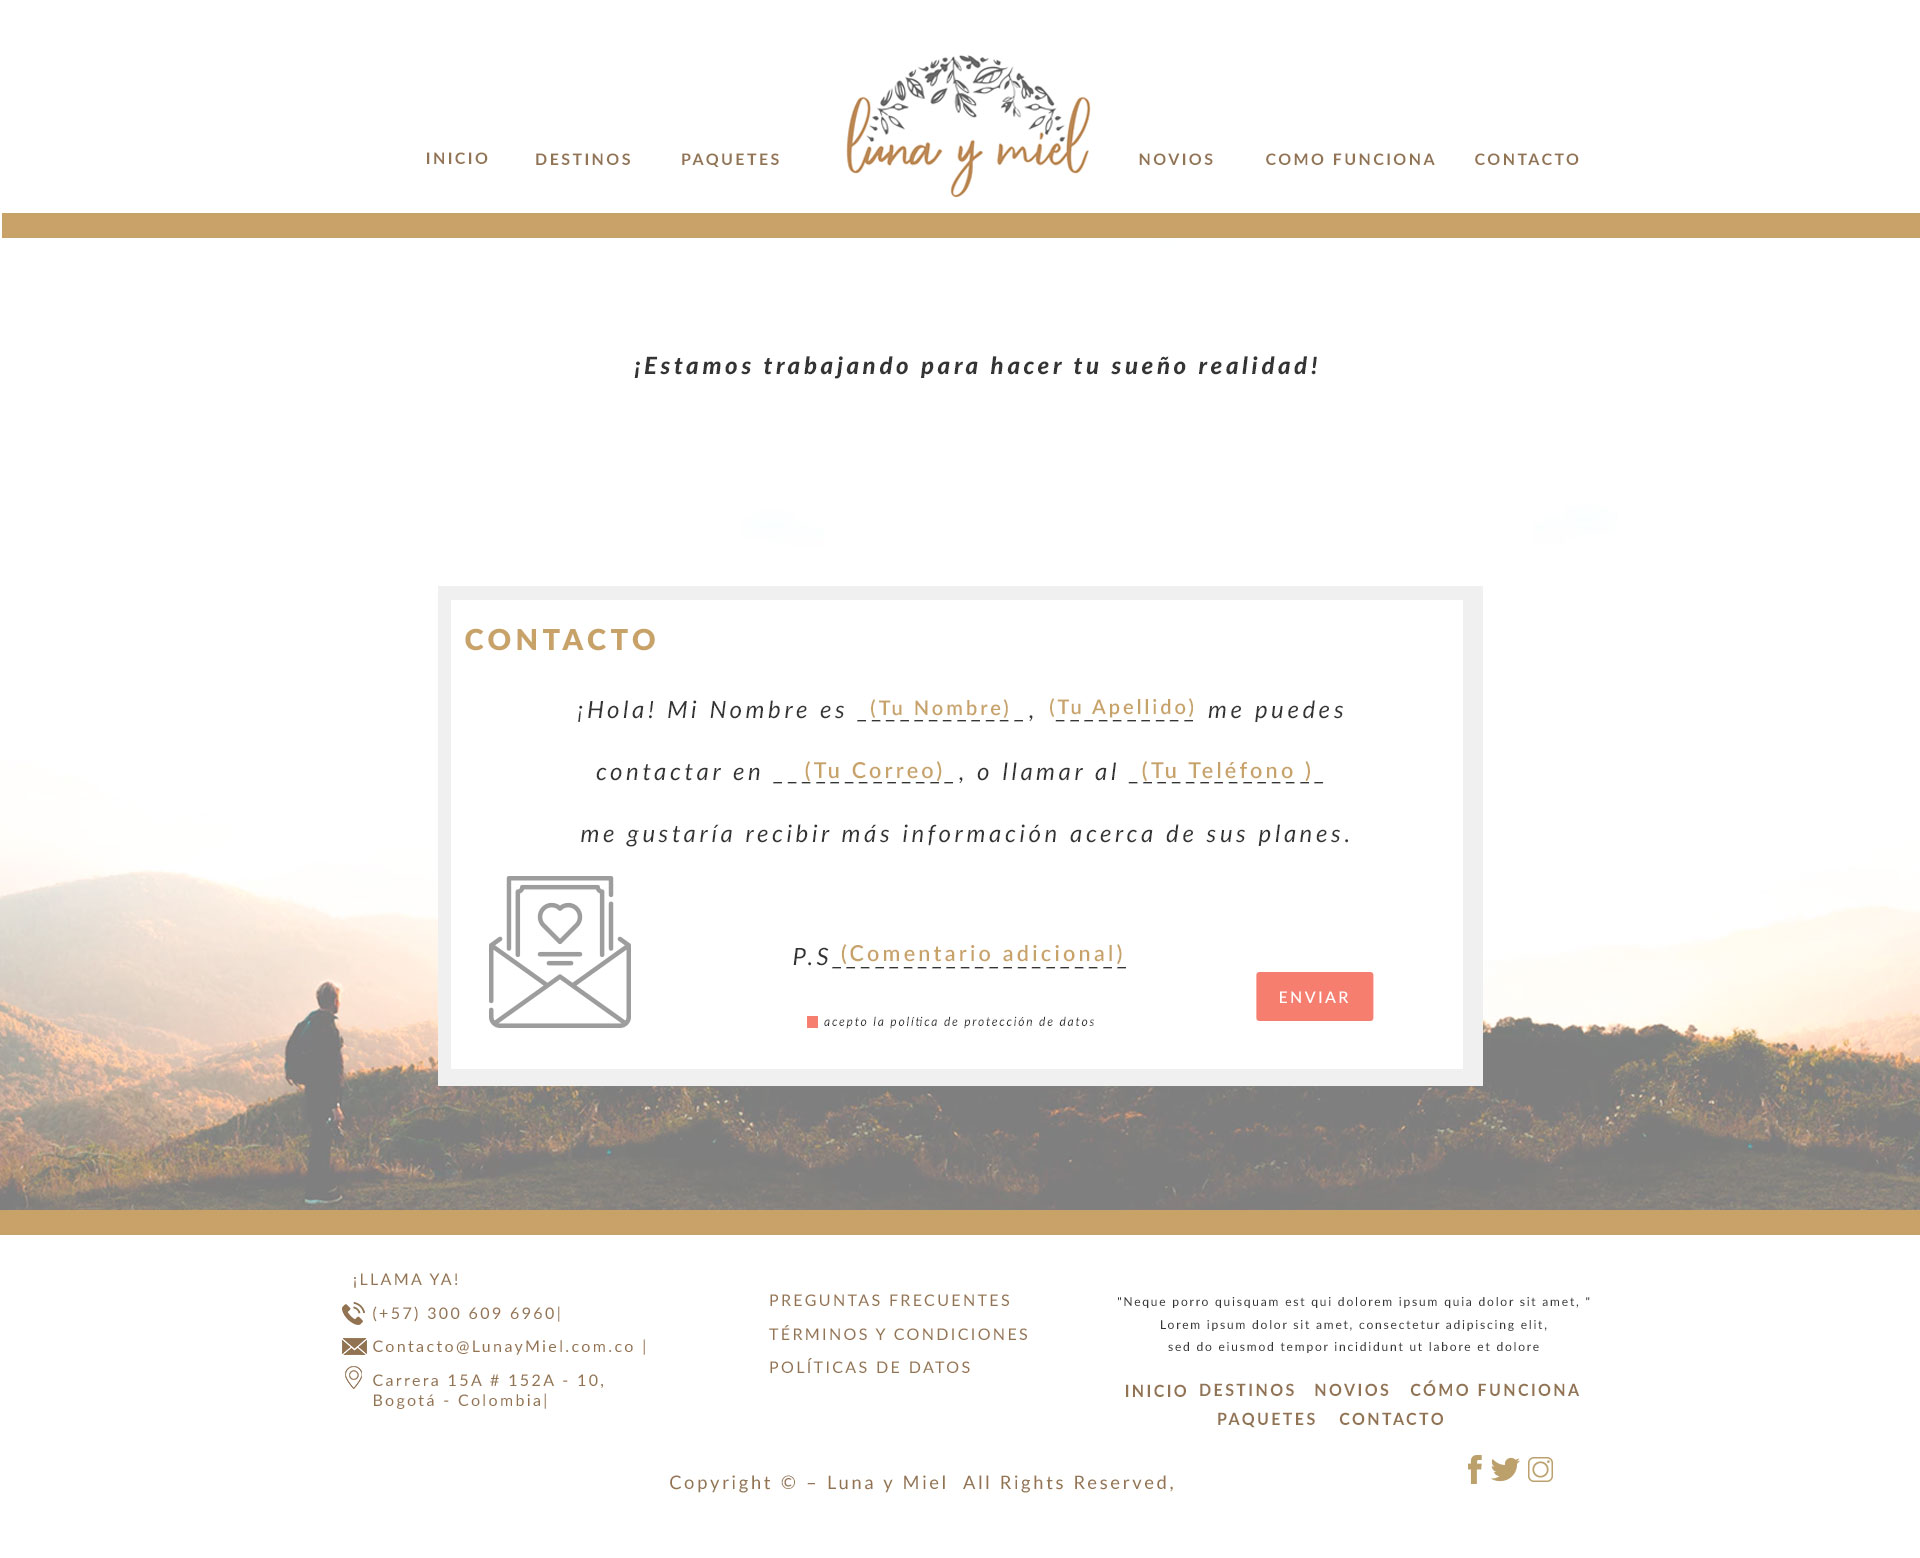 INICIO DESTINOS PAQUETES luna y miel NOVIOS COMO FUNCIONA CONTACTO
¡Estamos trabajando para hacer tu sueño realidad!
CONTACTO
¡Hola! Mi Nombre es _(Tu Nombre)_, (Tu Apellido) me puedes
contactar en __(Tu Correo)_, o llamar al _(Tu Teléfono )_
me gustaría recibir más información acerca de sus planes.
P.S_(Comentario adicional)
acepto la política de protección de datos
ENVIAR
¡LLAMA YA!
(+57) 300 609 6960|
Contacto@LunayMiel.com.co |
Carrera 15A # 152A - 10,
Bogotá - Colombia|
PREGUNTAS FRECUENTES
TÉRMINOS Y CONDICIONES
POLÍTICAS DE DATOS
"Neque porro quisquam est qui dolorem ipsum quia dolor sit amet, "
Lorem ipsum dolor sit amet, consectetur adipiscing elit,
sed do eiusmod tempor incididunt ut labore et dolore
INICIO DESTINOS NOVIOS CÓMO FUNCIONA
PAQUETES CONTACTO
Copyright © – Luna y Miel All Rights Reserved,